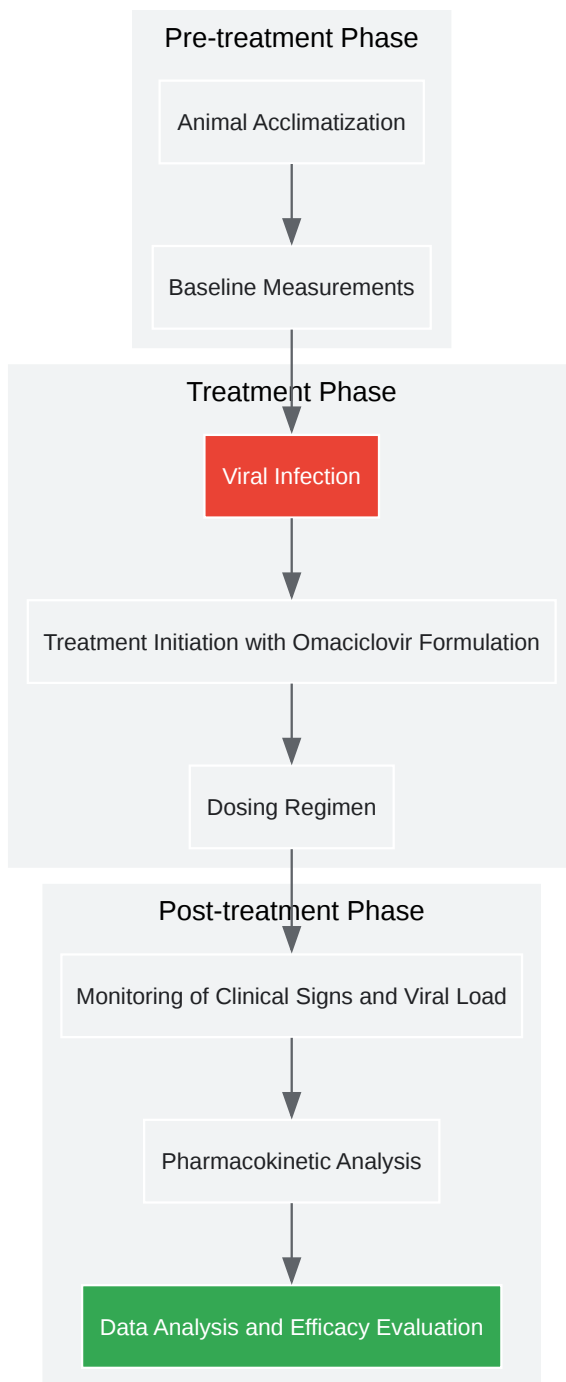 Pre-treatment Phase
Animal Acclimatization
Baseline Measurements
Treatment Phase
Viral Infection
Treatment Initiation with Omaciclovir Formulation
Dosing Regimen
Post-treatment Phase
Monitoring of Clinical Signs and Viral Load
Pharmacokinetic Analysis
Data Analysis and Efficacy Evaluation